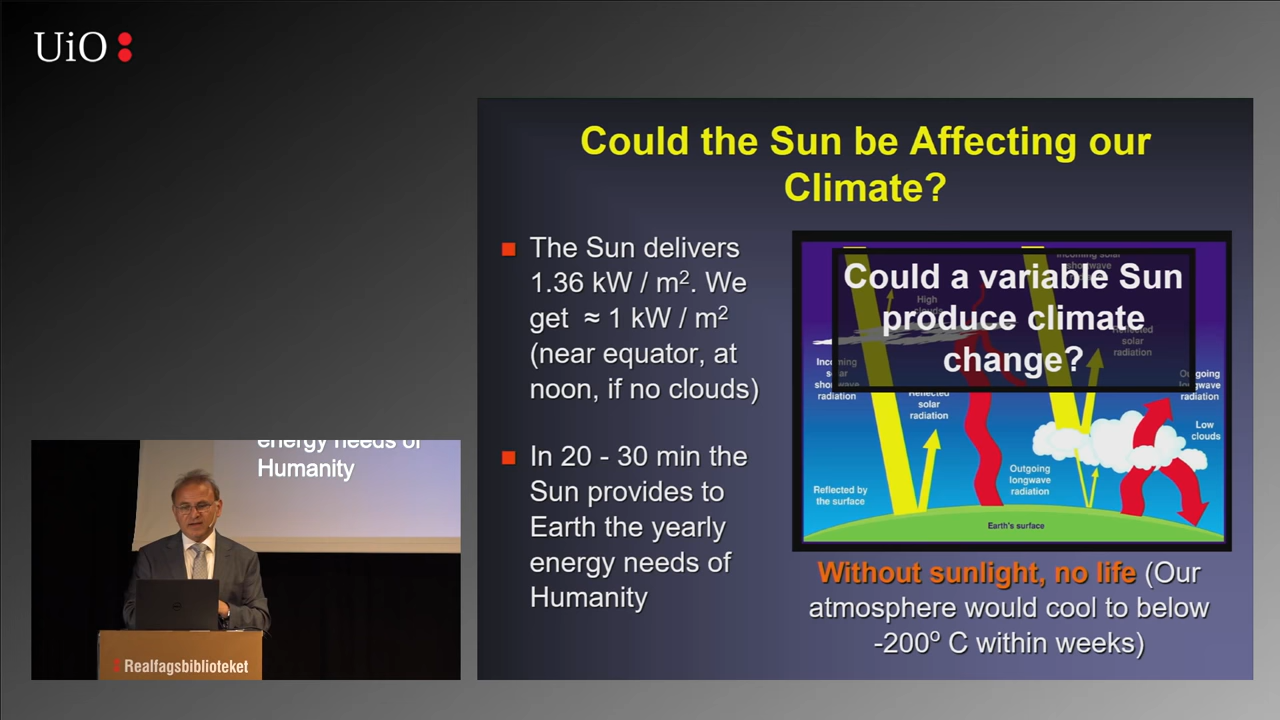 UiO
Could the Sun be Affecting our
Climate?
The Sun delivers
1.36 kW / m². We
get ≈ 1 kW / m²
(near equator, at
noon, if no clouds)
In 20 - 30 min the
Sun provides to
Earth the yearly
energy needs of
Humanity
Could a variable Sun
produce climate
change?
Incoming solar
shortwave
radiation
High
clouds
Reflected
solar
radiation
Incoming
solar
shortwave
radiation
Reflected
solar
radiation
Outgoing
longwave
radiation
Low
clouds
Outgoing
longwave
radiation
Reflected by
the surface
Earth's surface
Without sunlight, no life (Our
atmosphere would cool to below
-200º C within weeks)
energy needs of
Humanity
DELL
Realfagsbiblioteket